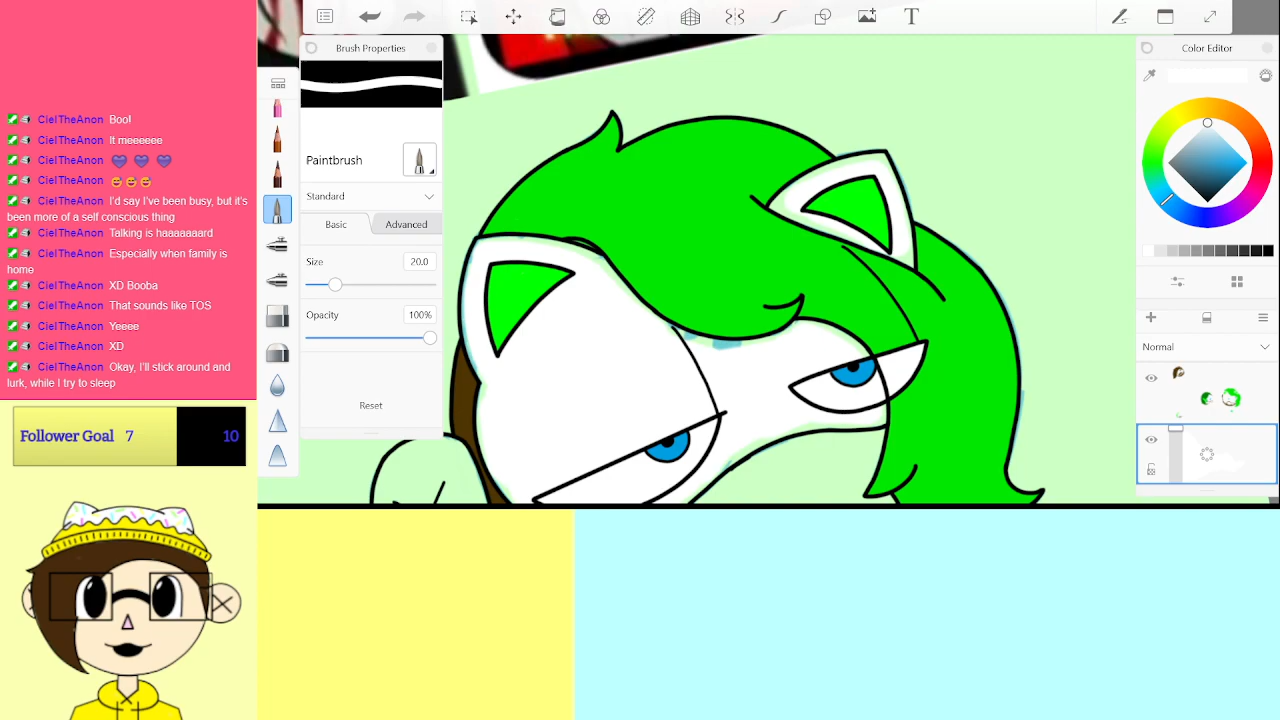 CielTheAnon Boo!
CielTheAnon It meeeeee
CielTheAnon 💜 💜 💜
CielTheAnon 😅 😅 😅
CielTheAnon I'd say I've been busy, but it's
been more of a self conscious thing
CielTheAnon Talking is haaaaaaard
CielTheAnon Especially when family is
home
CielTheAnon XD Booba
CielTheAnon That sounds like TOS
CielTheAnon Yeeee
CielTheAnon XD
CielTheAnon Okay, I'll stick around and
lurk, while I try to sleep
Follower Goal 7 10
T
Brush Properties
Paintbrush
Standard
Basic Advanced
Size 20.0
Opacity 100%
Reset
Color Editor
Normal